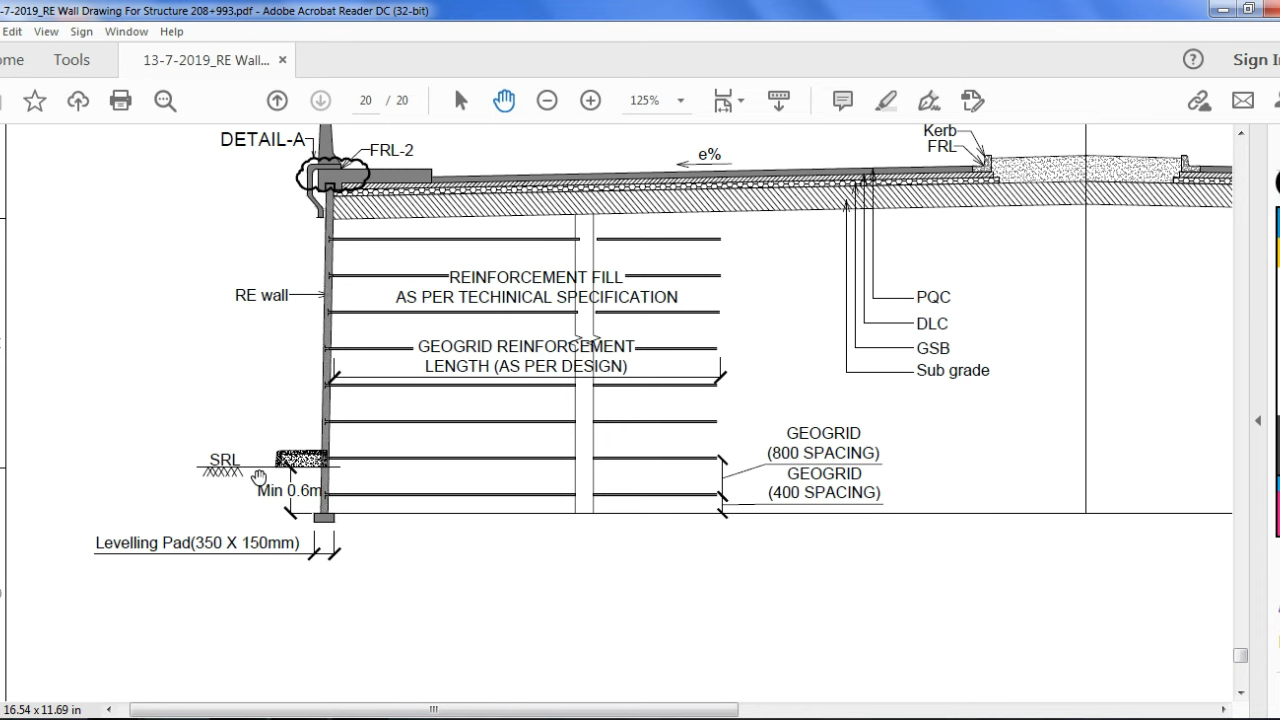 -7-2019_RE Wall Drawing For Structure 208+993.pdf - Adobe Acrobat Reader DC (32-bit)
Edit View Sign Window Help
ome Tools 13-7-2019_RE Wall... × Sign I
20 / 20 125%
DETAIL-A
FRL-2
e%
Kerb
FRL
RE wall
REINFORCEMENT FILL
AS PER TECHNICAL SPECIFICATION
PQC
DLC
GSB
Sub grade
GEOGRID REINFORCEMENT
LENGTH (AS PER DESIGN)
GEOGRID
(800 SPACING)
GEOGRID
(400 SPACING)
SRL
Min 0.6m
Levelling Pad(350 X 150mm)
16.54 x 11.69 in